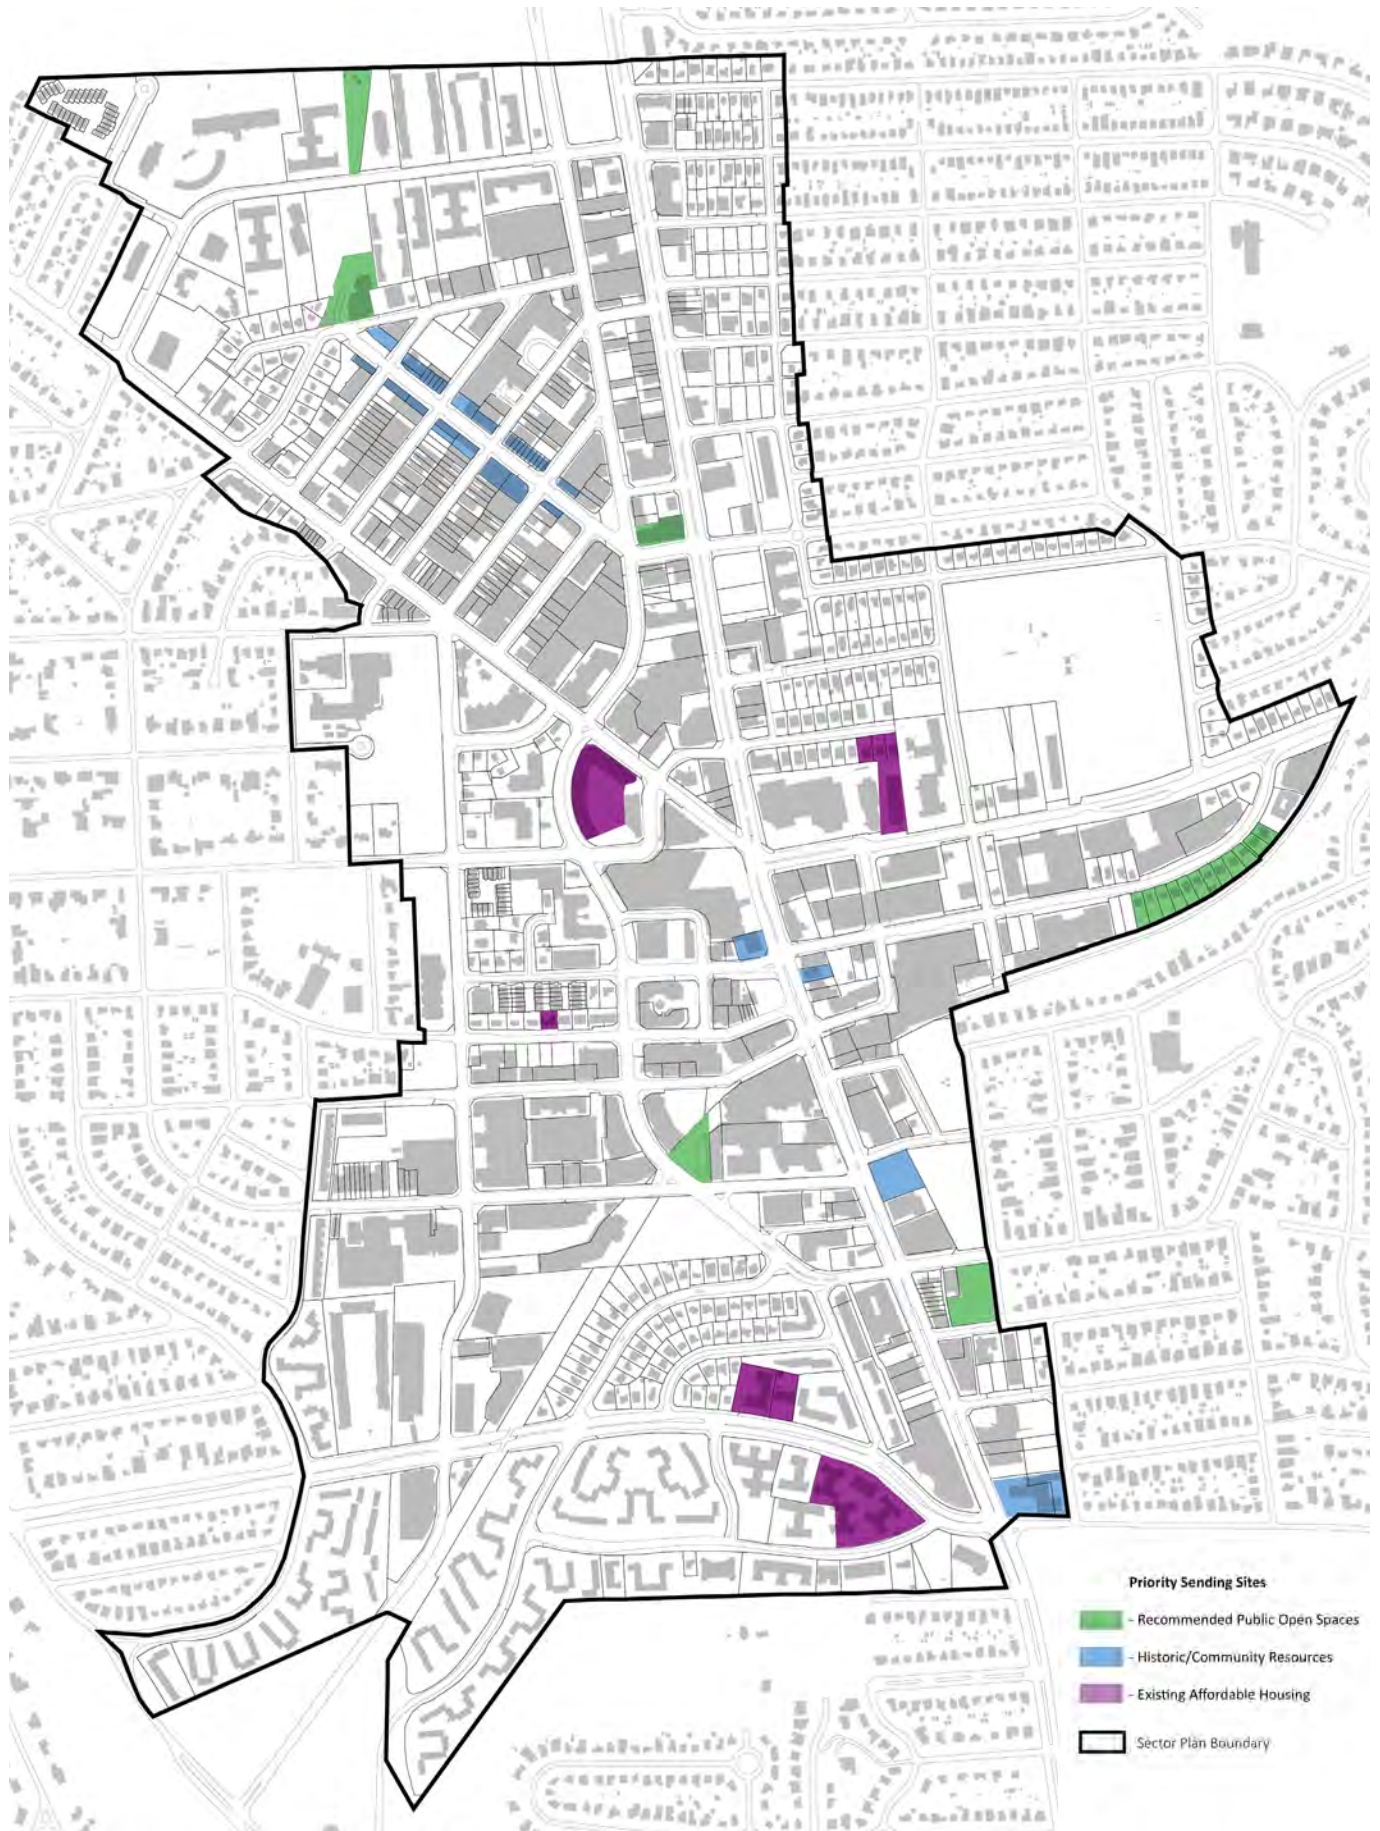 Priority Sending Sites
- Recommended Public Open Spaces
- Historic/Community Resources
- Existing Affordable Housing
Sector Plan Boundary